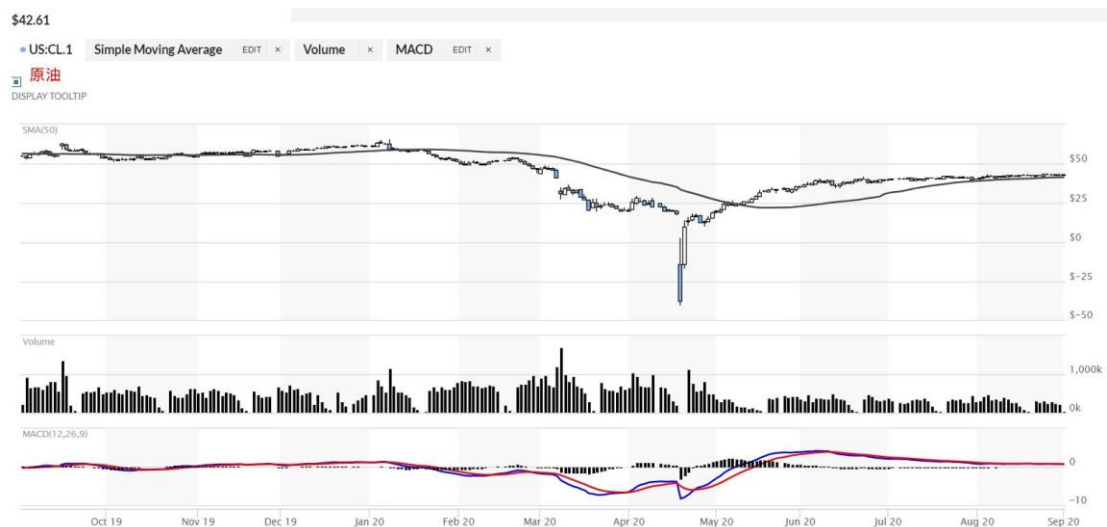 $42.61
US:CL.1 Simple Moving Average EDIT × Volume × MACD EDIT ×
原油
DISPLAY TOOLTIP
SMA(50)
$50
$25
$0
$-25
$-50
Volume
1,000k
0k
MACD(12,26,9)
0
-10
Oct 19 Nov 19 Dec 19 Jan 20 Feb 20 Mar 20 Apr 20 May 20 Jun 20 Jul 20 Aug 20 Sep 20